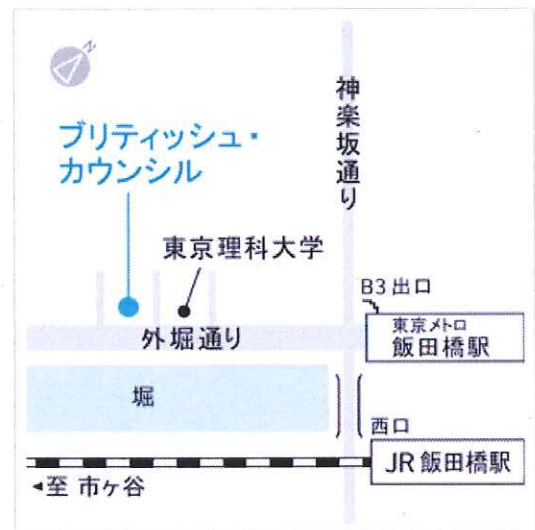 N
神楽坂通り
ブリティッシュ・
カウンシル
東京理科大学
B3 出口
東京メトロ
飯田橋駅
外堀通り
堀
西口
JR 飯田橋駅
◂至 市ヶ谷